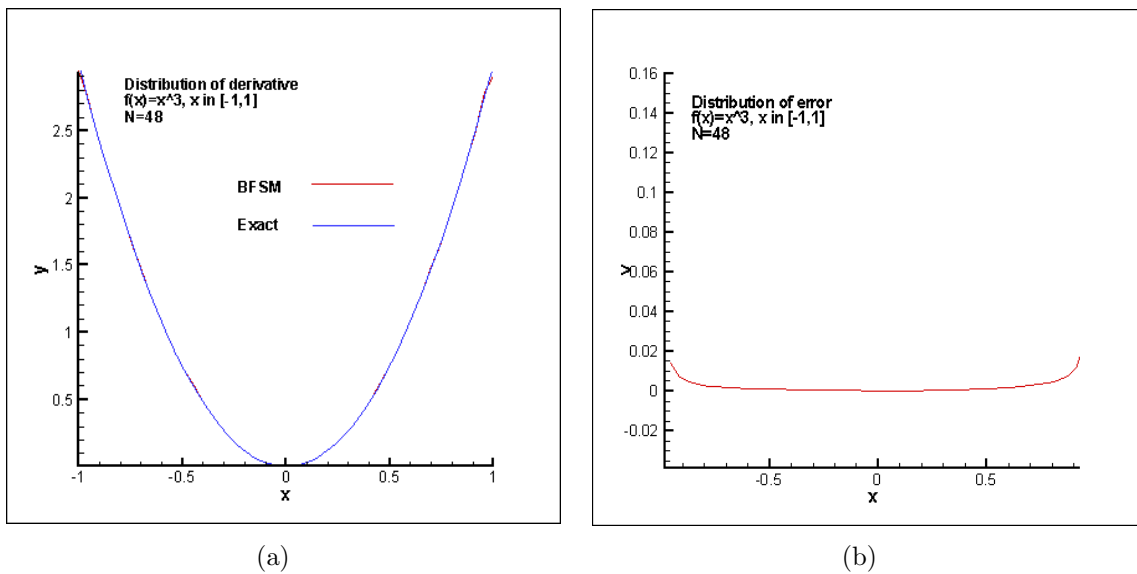 Distribution of derivative
f(x)=x^3, x in [-1,1]
N=48
BFSM
Exact
y
2.5
2
1.5
1
0.5
-1
-0.5
0
0.5
1
x
(a)
Distribution of error
f(x)=x^3, x in [-1,1]
N=48
y
0.16
0.14
0.12
0.1
0.08
0.06
0.04
0.02
0
-0.02
-0.5
0
0.5
x
(b)